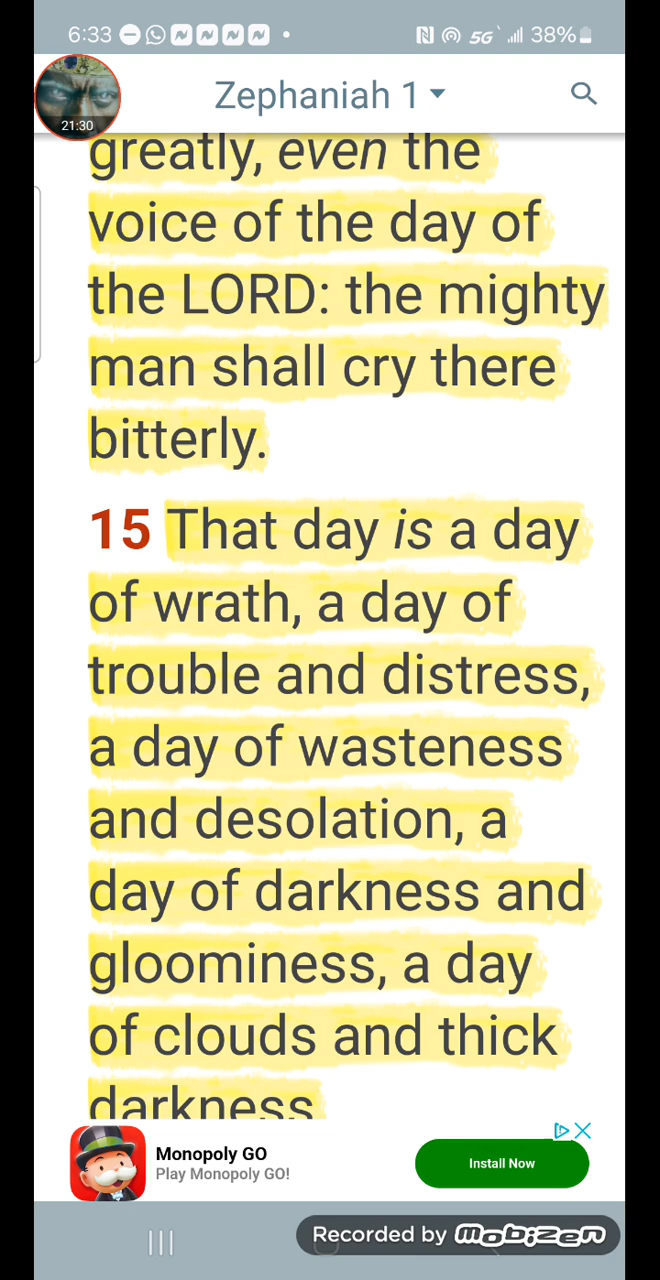 6:33
5G 38%
21:30
Zephaniah 1
greatly, even the
voice of the day of
the LORD: the mighty
man shall cry there
bitterly.
15 That day is a day
of wrath, a day of
trouble and distress,
a day of wasteness
and desolation, a
day of darkness and
gloominess, a day
of clouds and thick
darkness
Monopoly GO
Play Monopoly GO!
Install Now
Recorded by mobizen